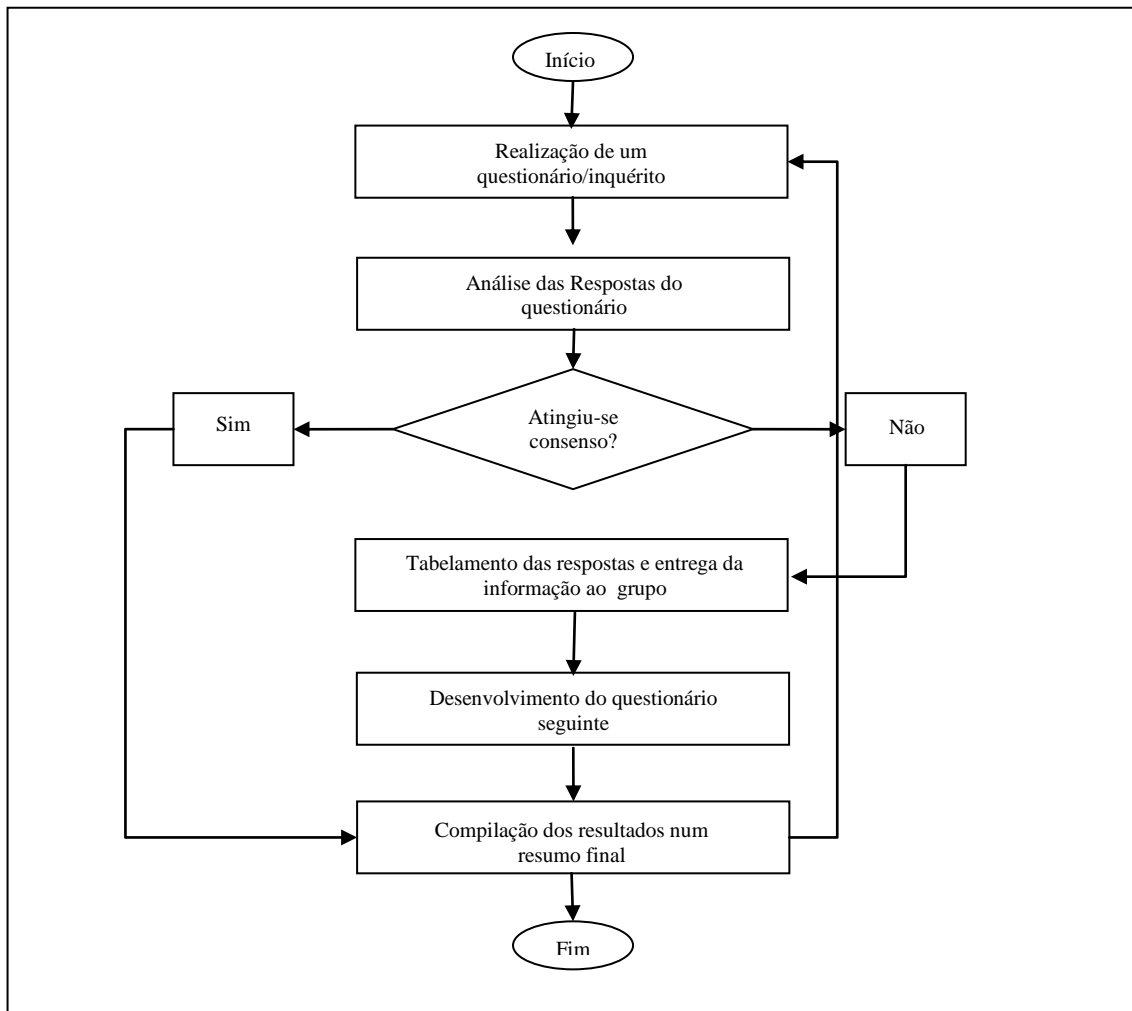 Início
Realização de um
questionário/inquérito
Análise das Respostas do
questionário
Sim
Atingiu-se
consenso?
Não
Tabelamento das respostas e entrega da
informação ao grupo
Desenvolvimento do questionário
seguinte
Compilação dos resultados num
resumo final
Fim